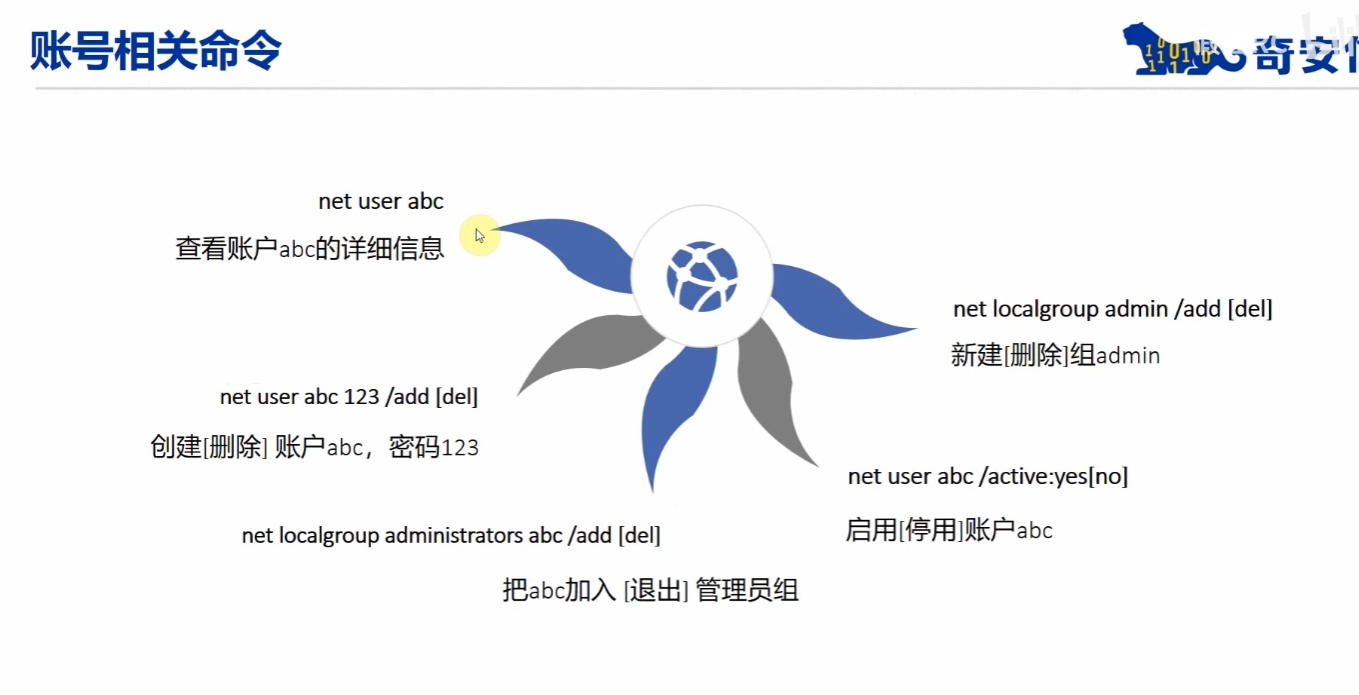 账号相关命令
奇安
net user abc
查看账户abc的详细信息
net localgroup admin /add [del]
新建[删除]组admin
net user abc 123 /add [del]
创建[删除] 账户abc，密码123
net user abc /active:yes[no]
启用[停用]账户abc
net localgroup administrators abc /add [del]
把abc加入 [退出] 管理员组